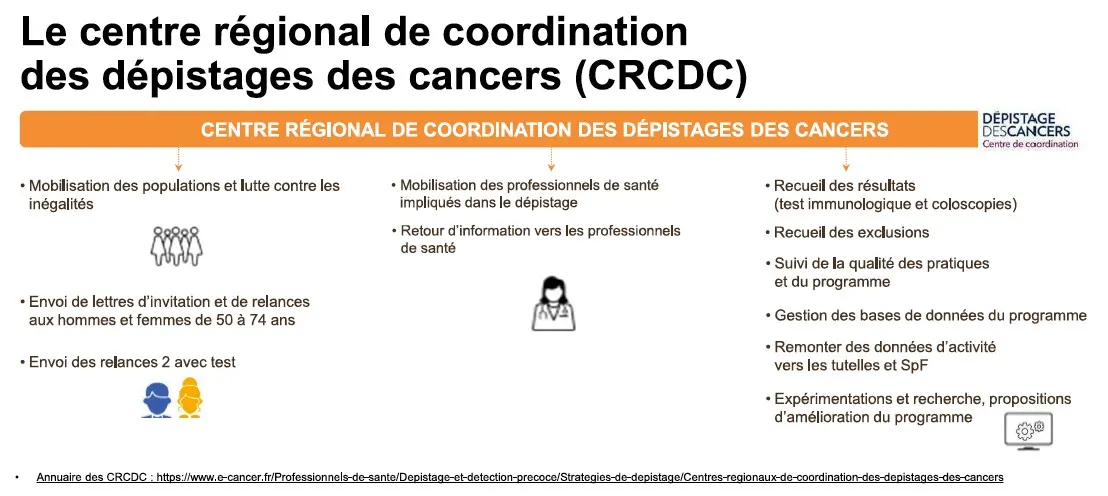 Le centre régional de coordination
des dépistages des cancers (CRCDC)
CENTRE RÉGIONAL DE COORDINATION DES DÉPISTAGES DES CANCERS
DÉPISTAGE
DESCANCERS
Centre de coordination
• Mobilisation des populations et lutte contre les
inégalités
• Envoi de lettres d’invitation et de relances
aux hommes et femmes de 50 à 74 ans
• Envoi des relances 2 avec test
• Mobilisation des professionnels de santé
impliqués dans le dépistage
• Retour d’information vers les professionnels
de santé
• Recueil des résultats
(test immunologique et coloscopies)
• Recueil des exclusions
• Suivi de la qualité des pratiques
et du programme
• Gestion des bases de données du programme
• Remonter des données d’activité
vers les tutelles et SpF
• Expérimentations et recherche, propositions
d’amélioration du programme
• Annuaire des CRCDC : https://www.e-cancer.fr/Professionnels-de-sante/Depistage-et-detection-precoce/Strategies-de-depistage/Centres-regionaux-de-coordination-des-depistages-des-cancers